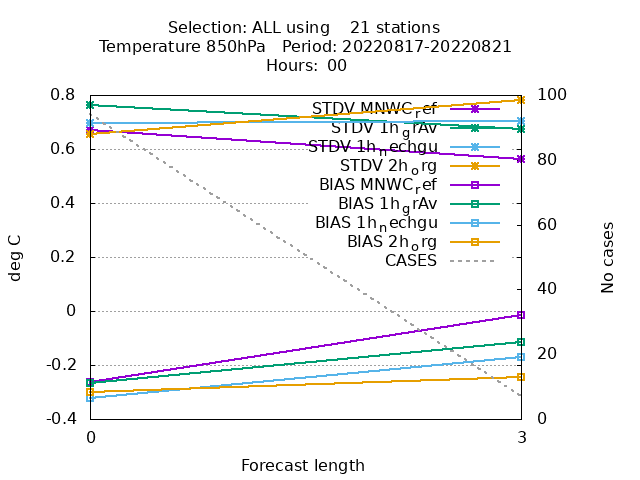 Selection: ALL using    21 stations
Temperature 850hPa   Period: 20220817-20220821
Hours:  00
0.8
0.6
0.4
0.2
0
-0.2
-0.4
deg C
100
80
60
40
20
0
No cases
STDV MNWC_ref
STDV 1h_grAv
STDV 1h_nechgu
STDV 2h_org
BIAS MNWC_ref
BIAS 1h_grAv
BIAS 1h_nechgu
BIAS 2h_org
CASES
0
3
Forecast length